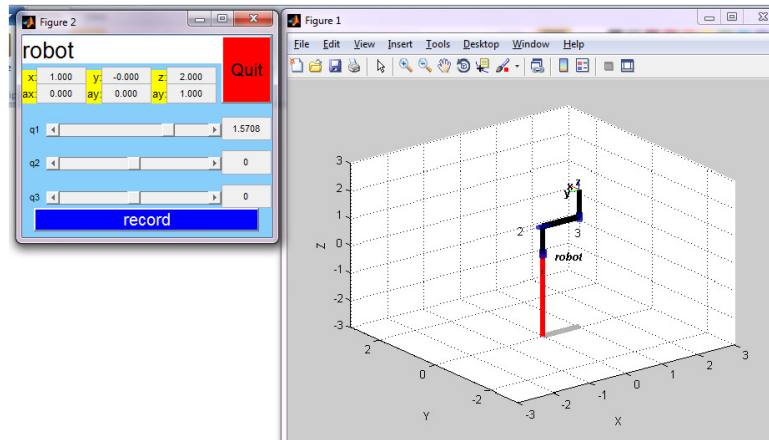 Figure 2
robot
Quit
x: 1.000 y: -0.000 z: 2.000
ax: 0.000 ay: 0.000 ay: 1.000
q1 1.5708
q2 0
q3 0
record
Figure 1
File Edit View Insert Tools Desktop Window Help
3
2
1
0
-1
-2
-3
Z
2
0
-2
Y
-3
-2
-1
0
1
2
3
X
x z
y
2
3
robot